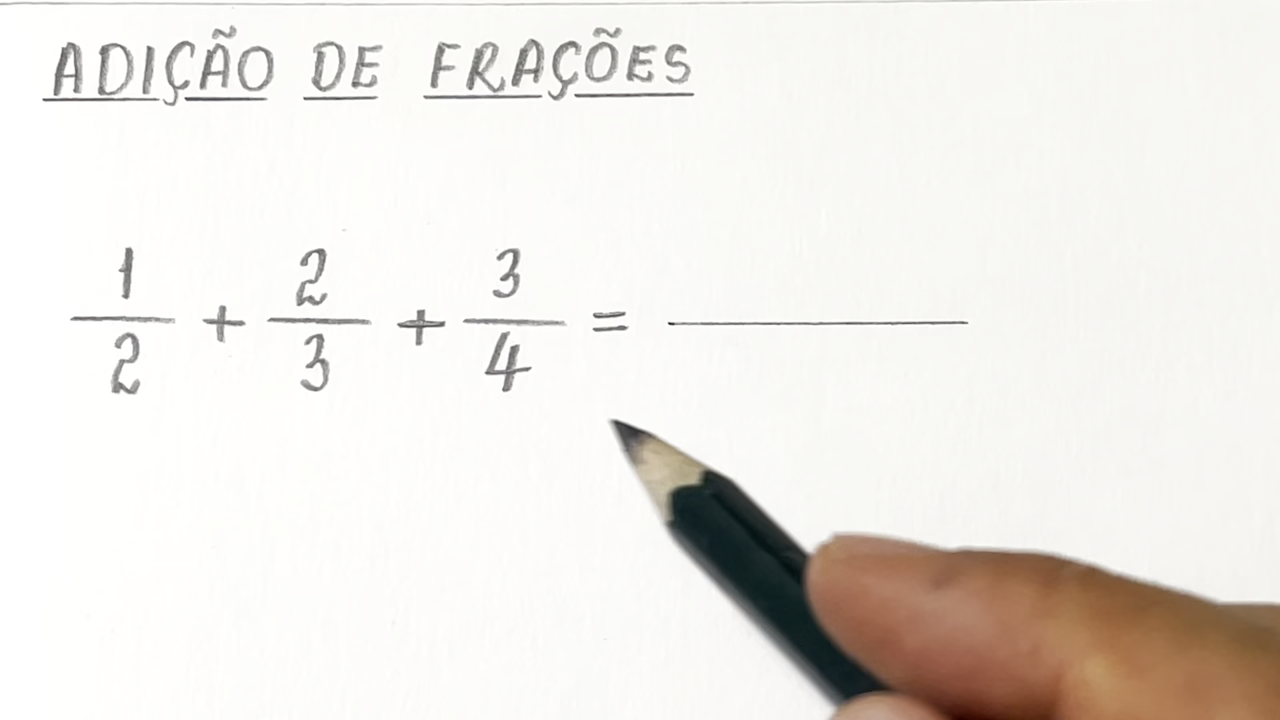 ADIÇÃO DE FRAÇÕES
1/2 + 2/3 + 3/4 =